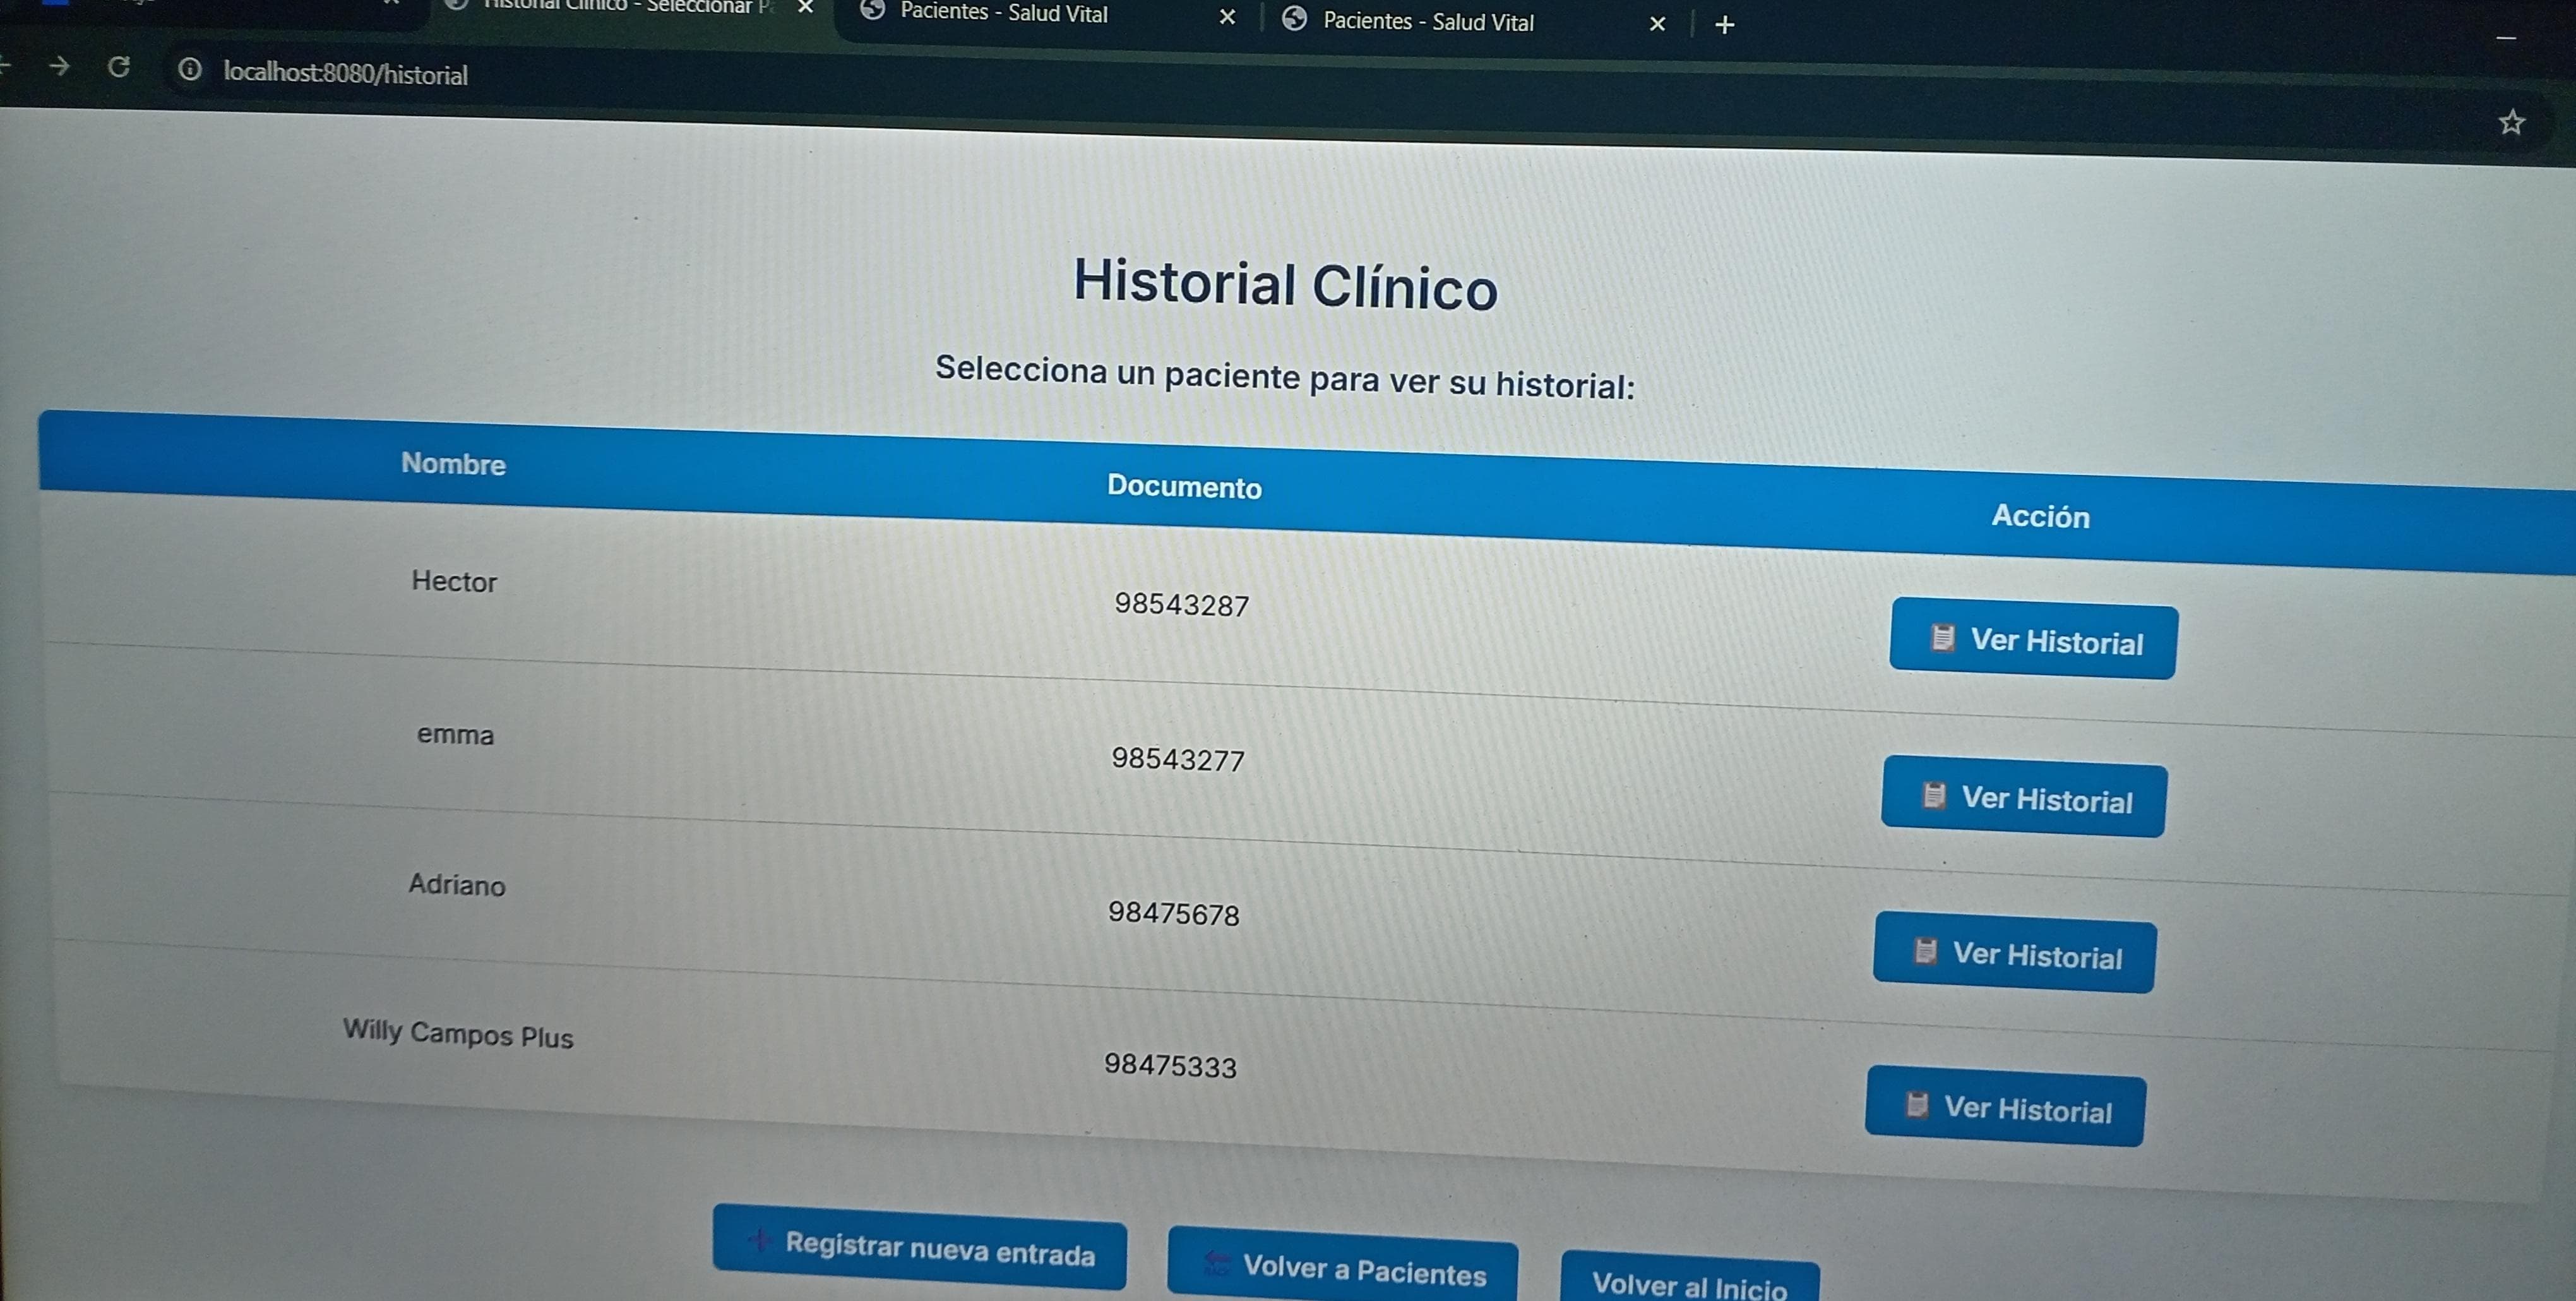 Historial Clínico - Seleccionar P
Pacientes - Salud Vital
Pacientes - Salud Vital
localhost:8080/historial
Historial Clínico
Selecciona un paciente para ver su historial:
Nombre Documento Acción
Hector 98543287 Ver Historial
emma 98543277 Ver Historial
Adriano 98475678 Ver Historial
Willy Campos Plus 98475333 Ver Historial
Registrar nueva entrada
Volver a Pacientes
Volver al Inicio